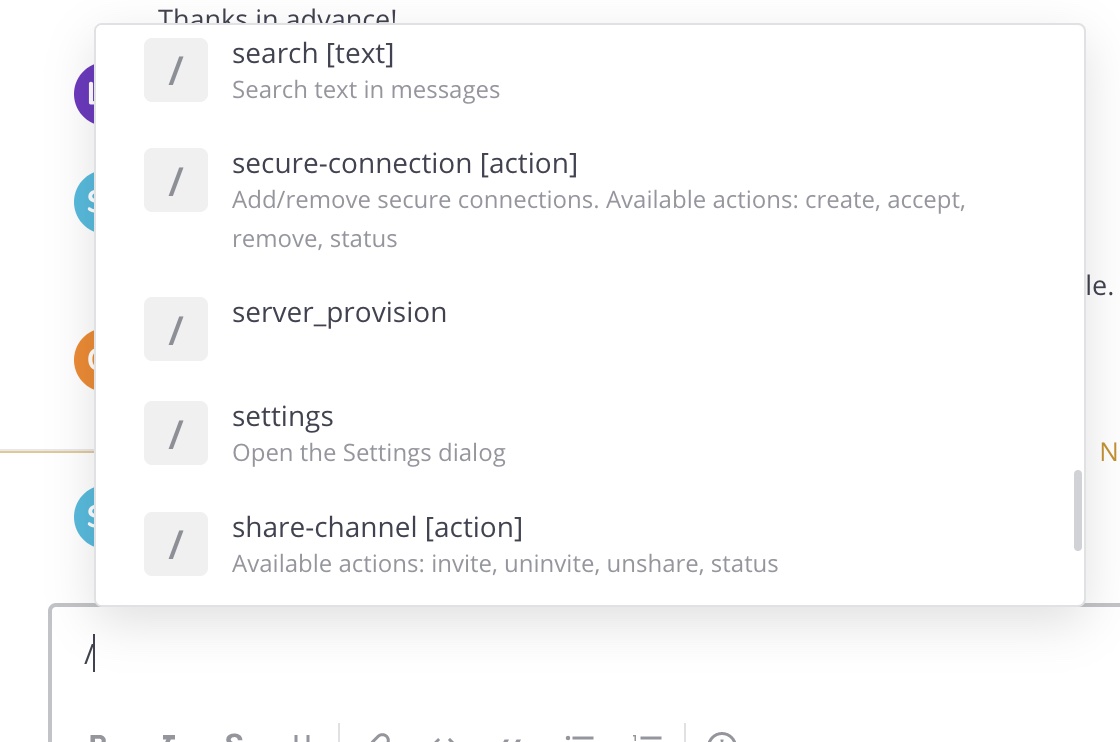 Thanks in advance!
/ search [text]
Search text in messages
/ secure-connection [action]
Add/remove secure connections. Available actions: create, accept,
remove, status
le.
/ server_provision
/ settings
Open the Settings dialog
N
/ share-channel [action]
Available actions: invite, uninvite, unshare, status
/